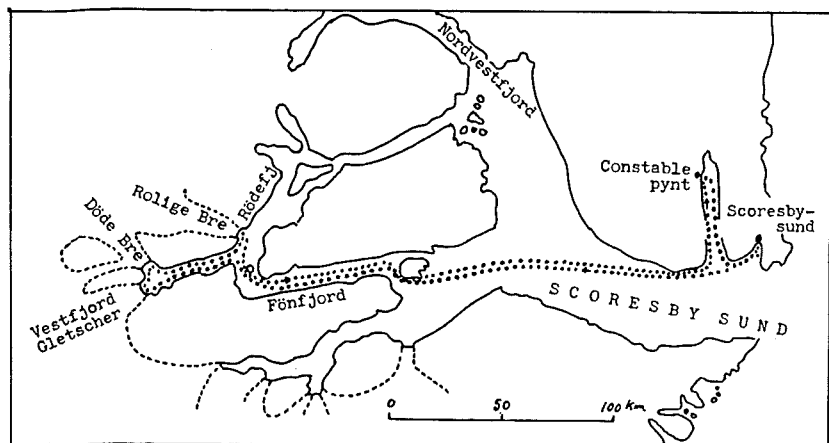 Nordvestfjord
Constable
pynt
Scoresby-
sund
Rödefj
Rolige Bre
Döde Bre
R
Vestfjord
Gletscher
Fönfjord
SCORESBY SUND
0 50 100 km